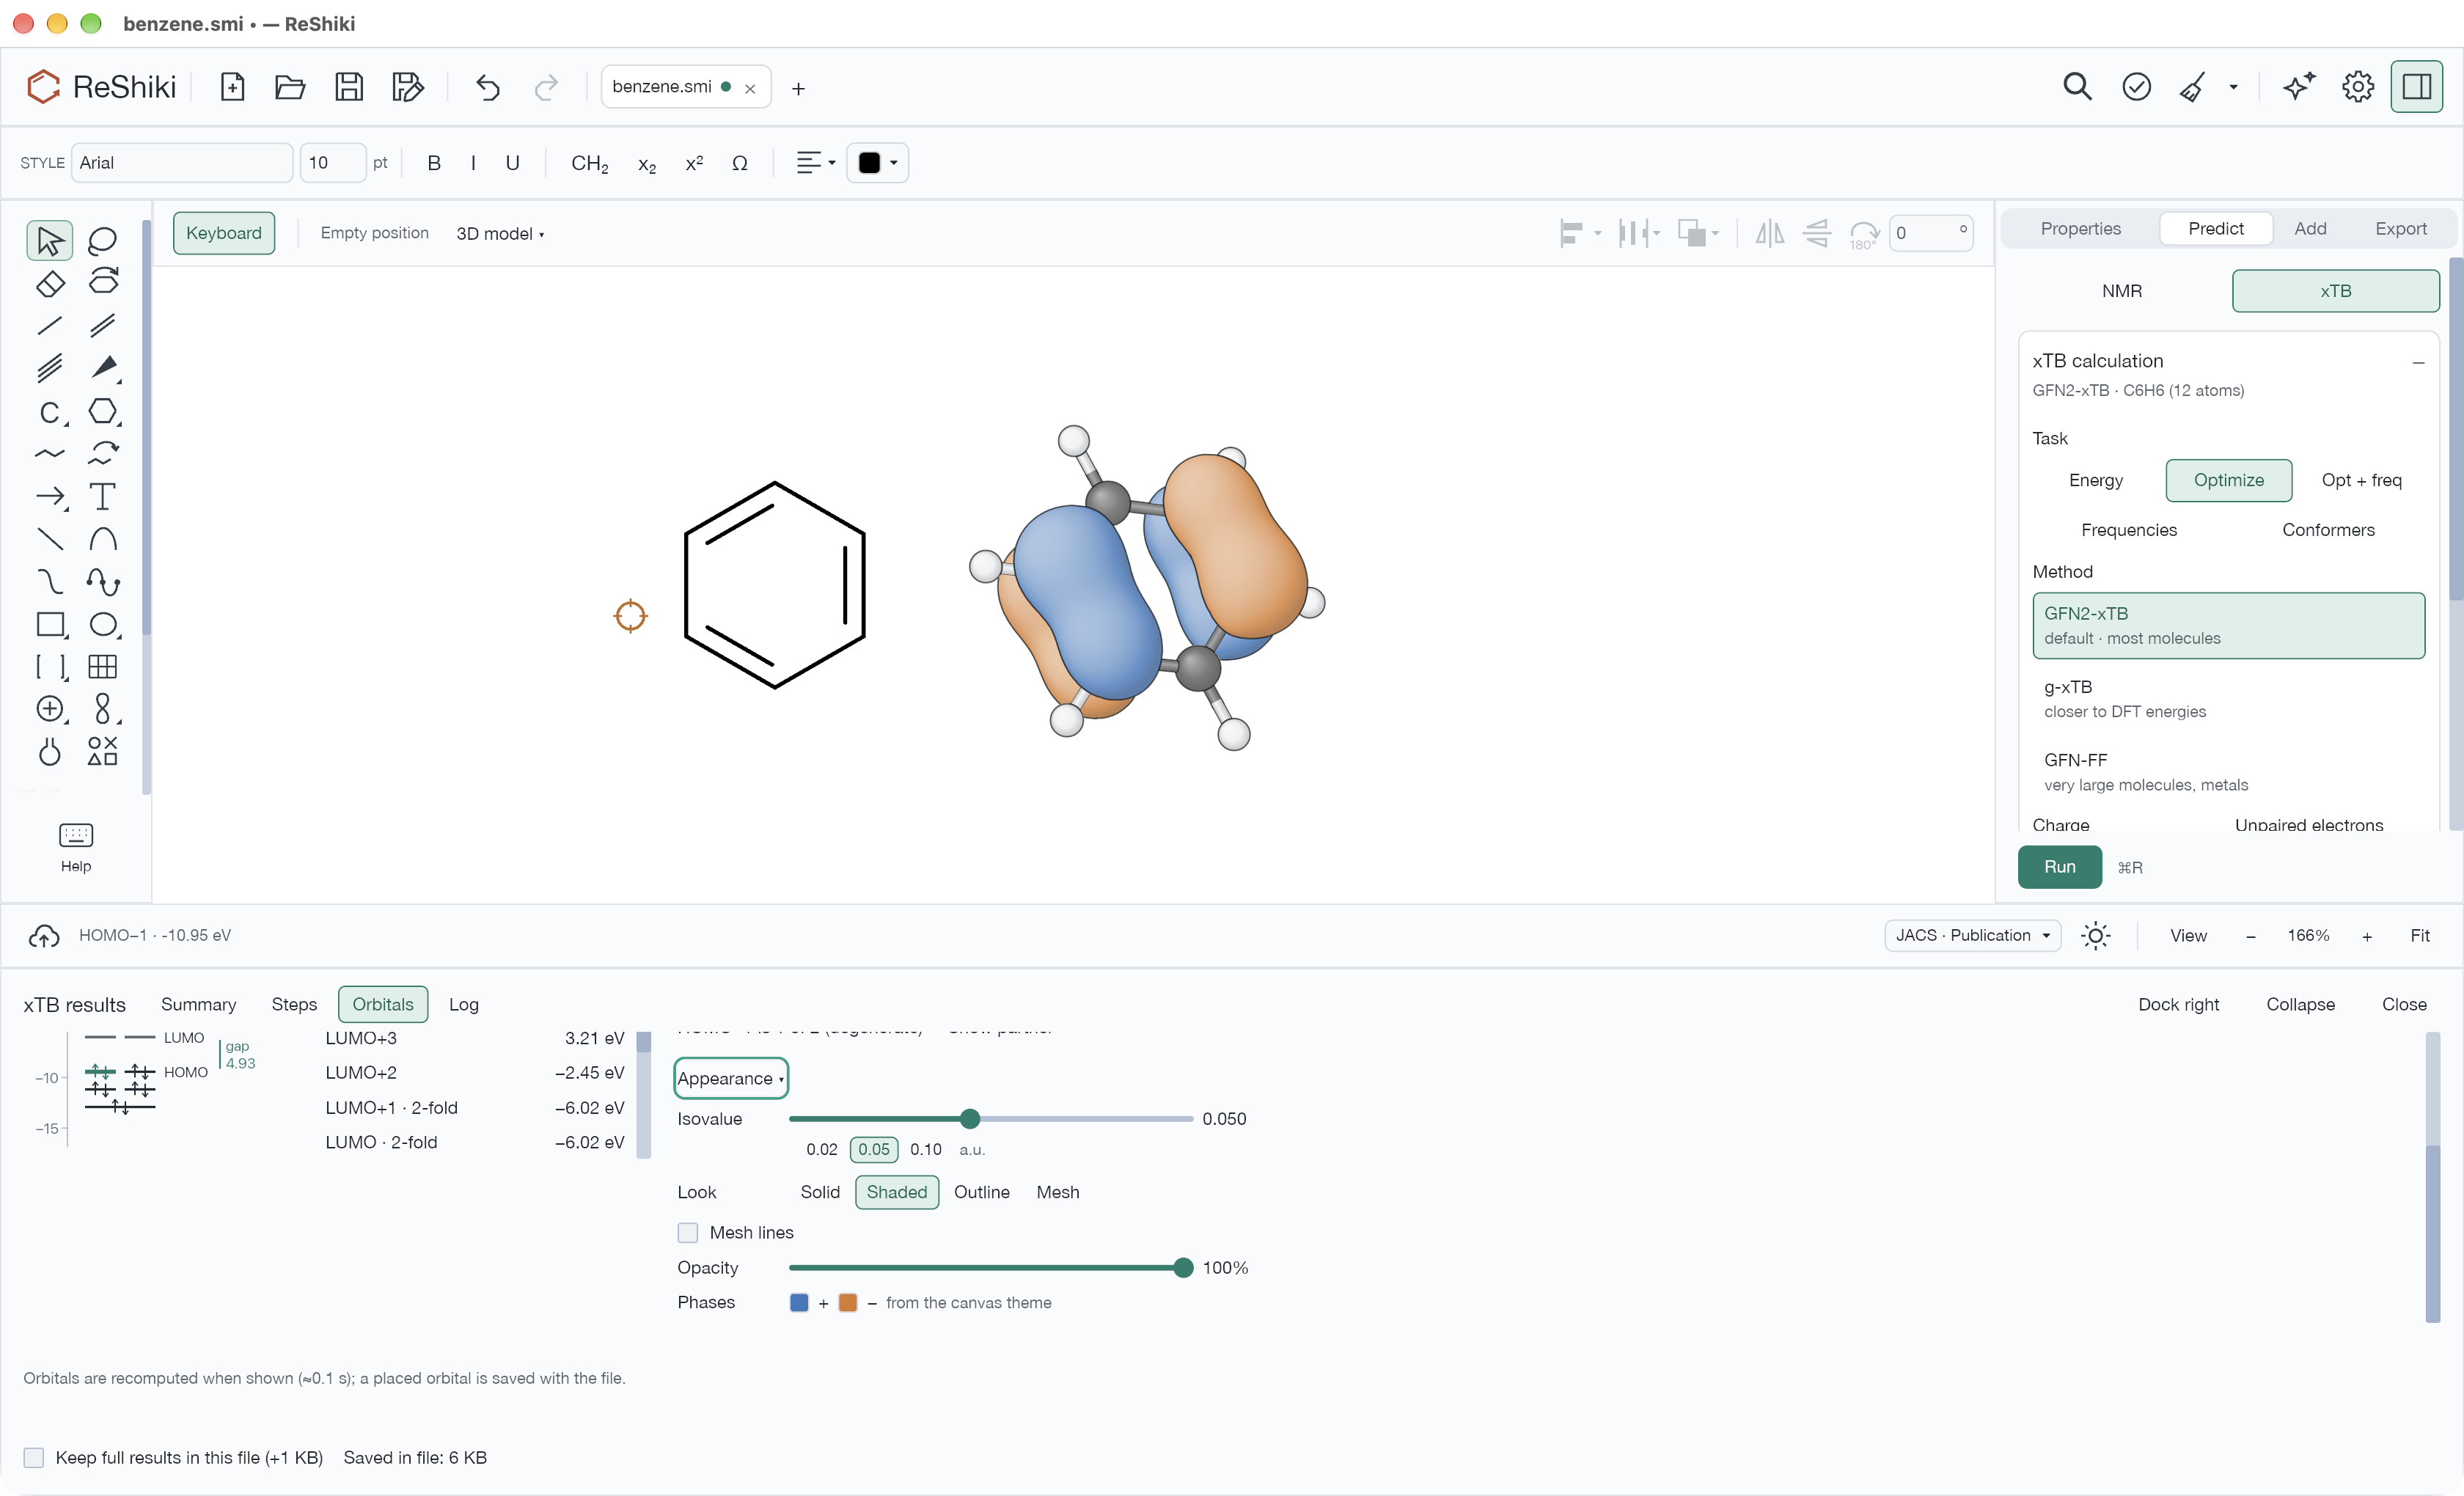 benzene.smi • — ReShiki
ReShiki
benzene.smi
STYLE Arial 10 pt B I U CH₂ x₂ x² Ω
Keyboard Empty position 3D model
180° 0 °
Properties Predict Add Export
NMR xTB
xTB calculation
GFN2-xTB · C6H6 (12 atoms)
Task
Energy Optimize Opt + freq
Frequencies Conformers
Method
GFN2-xTB
default · most molecules
g-xTB
closer to DFT energies
GFN-FF
very large molecules, metals
Charge Unpaired electrons
Run ⌘R
C
T
Help
HOMO−1 · -10.95 eV
JACS · Publication View − 166% + Fit
xTB results Summary Steps Orbitals Log Dock right Collapse Close
LUMO
gap
4.93
HOMO
−10
−15
LUMO+3 3.21 eV
LUMO+2 −2.45 eV
LUMO+1 · 2-fold −6.02 eV
LUMO · 2-fold −6.02 eV
Appearance
Isovalue 0.050
0.02 0.05 0.10 a.u.
Look Solid Shaded Outline Mesh
Mesh lines
Opacity 100%
Phases + − from the canvas theme
Orbitals are recomputed when shown (≈0.1 s); a placed orbital is saved with the file.
Keep full results in this file (+1 KB) Saved in file: 6 KB